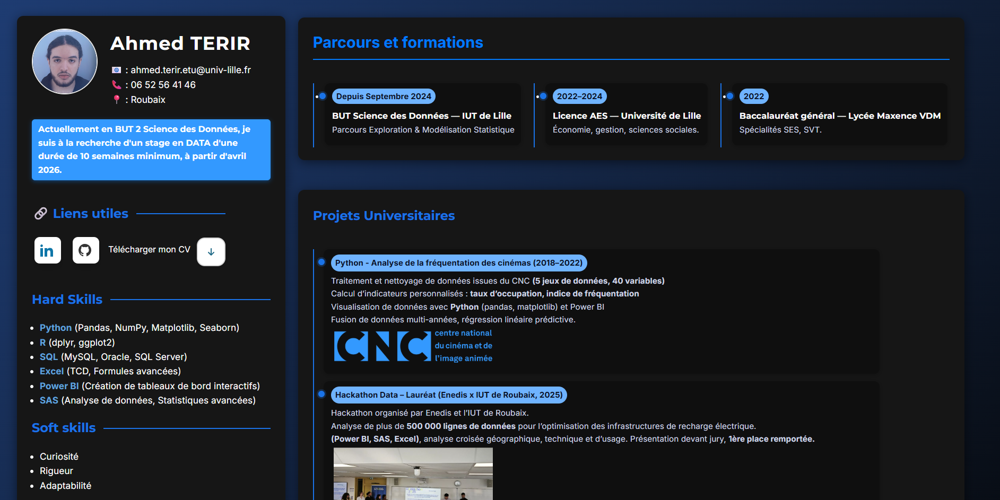 Ahmed TERIR
: ahmed.terir.etu@univ-lille.fr
: 06 52 56 41 46
: Roubaix
Actuellement en BUT 2 Science des Données, je
suis à la recherche d'un stage en DATA d'une
durée de 10 semaines minimum, à partir d'avril
2026.
Liens utiles
in
Télécharger mon CV
Hard Skills
Python (Pandas, NumPy, Matplotlib, Seaborn)
R (dplyr, ggplot2)
SQL (MySQL, Oracle, SQL Server)
Excel (TCD, Formules avancées)
Power BI (Création de tableaux de bord interactifs)
SAS (Analyse de données, Statistiques avancées)
Soft skills
Curiosité
Rigueur
Adaptabilité
Parcours et formations
Depuis Septembre 2024
BUT Science des Données — IUT de Lille
Parcours Exploration & Modélisation Statistique
2022–2024
Licence AES — Université de Lille
Économie, gestion, sciences sociales.
2022
Baccalauréat général — Lycée Maxence VDM
Spécialités SES, SVT.
Projets Universitaires
Python - Analyse de la fréquentation des cinémas (2018–2022)
Traitement et nettoyage de données issues du CNC (5 jeux de données, 40 variables)
Calcul d’indicateurs personnalisés : taux d’occupation, indice de fréquentation
Visualisation de données avec Python (pandas, matplotlib) et Power BI
Fusion de données multi-années, régression linéaire prédictive.
CNC
centre national
du cinéma et de
l’image animée
Hackathon Data – Lauréat (Enedis x IUT de Roubaix, 2025)
Hackathon organisé par Enedis et l’IUT de Roubaix.
Analyse de plus de 500 000 lignes de données pour l’optimisation des infrastructures de recharge électrique.
(Power BI, SAS, Excel), analyse croisée géographique, technique et d’usage. Présentation devant jury, 1ère place remportée.
ENEDIS